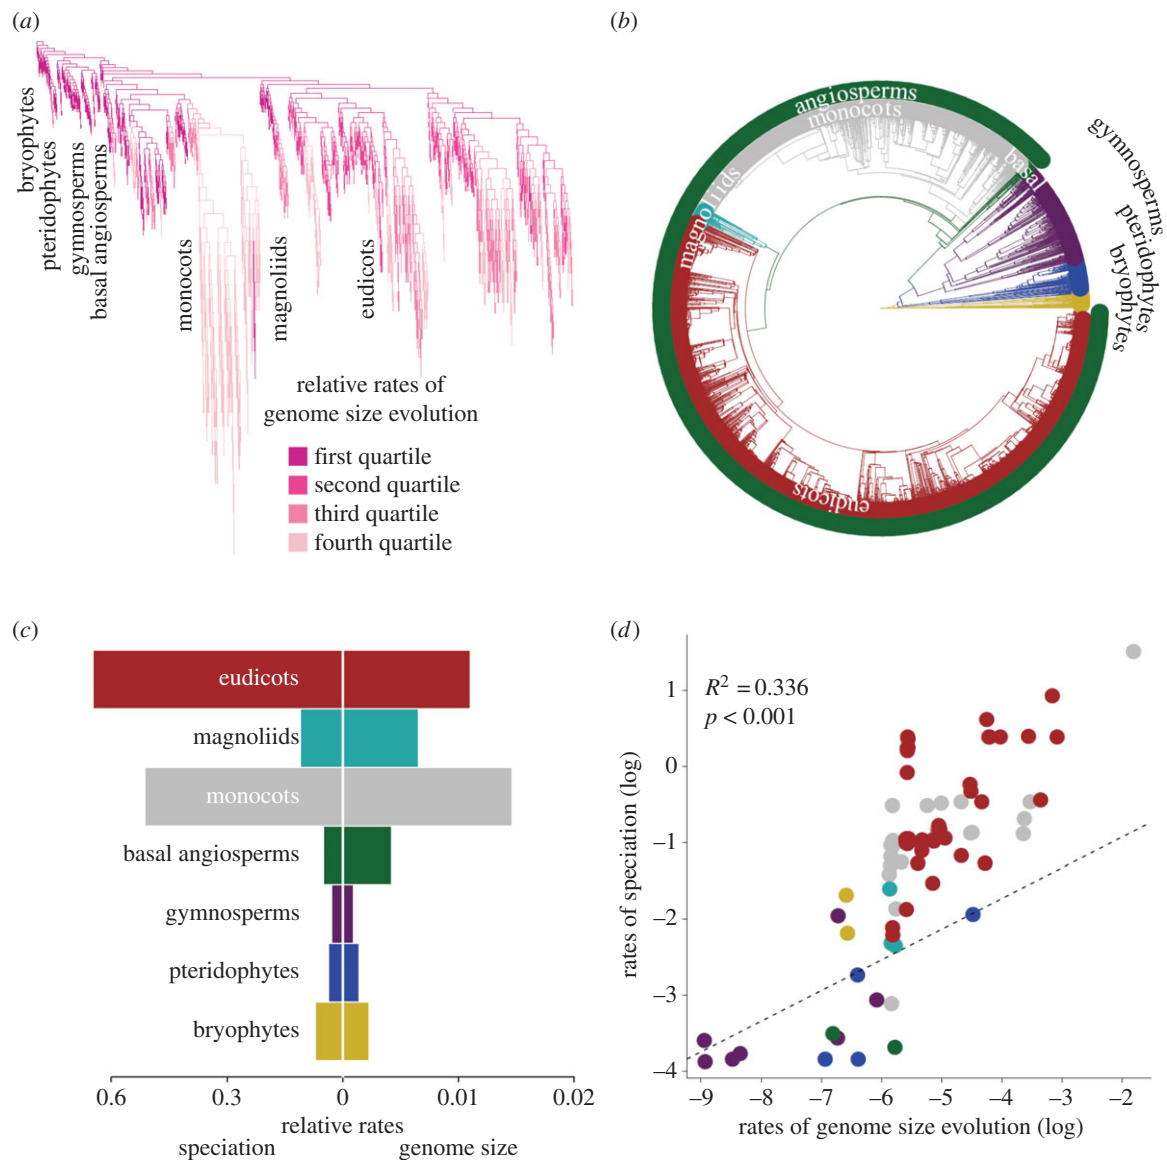 (a)
bryophytes
pteridophytes
gymnosperms
basal angiosperms
monocots
magnoliids
eudicots
relative rates of
genome size evolution
first quartile
second quartile
third quartile
fourth quartile
(b)
angiosperms
monocots
basal
magno
liids
eudicots
gymnosperms
pteridophytes
bryophytes
(c)
eudicots
magnoliids
monocots
basal angiosperms
gymnosperms
pteridophytes
bryophytes
0.6 0.3 0 0.01 0.02
relative rates
speciation genome size
(d)
R² = 0.336
p < 0.001
rates of speciation (log)
1
0
–1
–2
–3
–4
–9 –8 –7 –6 –5 –4 –3 –2
rates of genome size evolution (log)